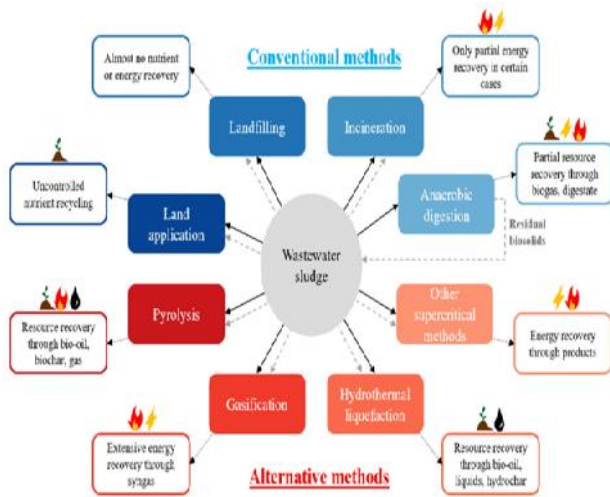 Conventional methods
Almost no nutrient
or energy recovery
Landfilling
Incineration
Only partial energy
recovery in certain
cases
Uncontrolled
nutrient recycling
Land
application
Wastewater
sludge
Anaerobic
digestion
Partial resource
recovery through
biogas, digestate
Residual
biosolids
Resource recovery
through bio-oil,
biochar, gas
Pyrolysis
Other
supercritical
methods
Energy recovery
through products
Extensive energy
recovery through
syngas
Gasification
Hydrothermal
liquefaction
Resource recovery
through bio-oil,
liquids, hydrochar
Alternative methods